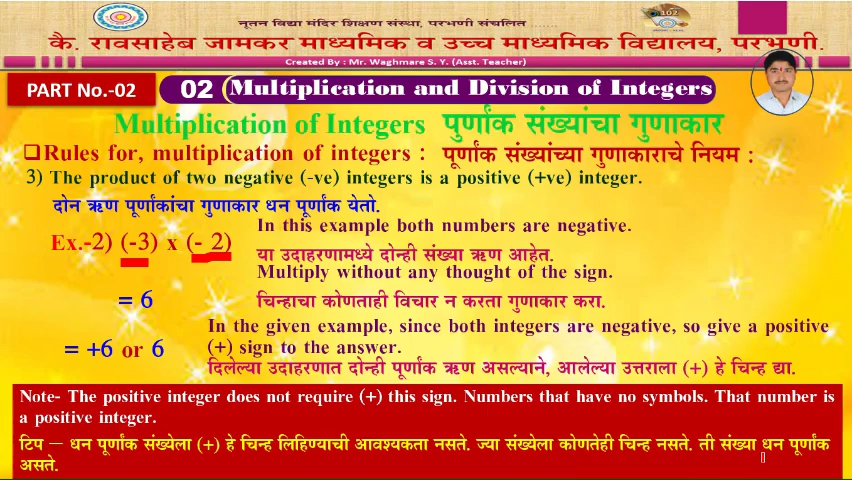 नूतन विद्या मंदिर शिक्षण संस्था, परभणी संचलित ........
कै. रावसाहेब जामकर माध्यमिक व उच्च माध्यमिक विद्यालय, परभणी.
Created By : Mr. Waghmare S. Y. (Asst. Teacher)
PART No.-02
02 (Multiplication and Division of Integers
Multiplication of Integers पुर्णांक संख्यांचा गुणाकार
❑Rules for, multiplication of integers : पूर्णांक संख्यांच्या गुणाकाराचे नियम :
3) The product of two negative (-ve) integers is a positive (+ve) integer.
दोन ऋण पूर्णांकांचा गुणाकार धन पूर्णांक येतो.
Ex.-2) (-3) x (- 2)
In this example both numbers are negative.
या उदाहरणामध्ये दोन्ही संख्या ऋण आहेत.
Multiply without any thought of the sign.
= 6
चिन्हाचा कोणताही विचार न करता गुणाकार करा.
= +6 or 6
In the given example, since both integers are negative, so give a positive
(+) sign to the answer.
दिलेल्या उदाहरणात दोन्ही पूर्णांक ऋण असल्याने, आलेल्या उत्तराला (+) हे चिन्ह द्या.
Note- The positive integer does not require (+) this sign. Numbers that have no symbols. That number is
a positive integer.
टिप – धन पूर्णांक संख्येला (+) हे चिन्ह लिहिण्याची आवश्यकता नसते. ज्या संख्येला कोणतेही चिन्ह नसते. ती संख्या धन पूर्णांक
असते.